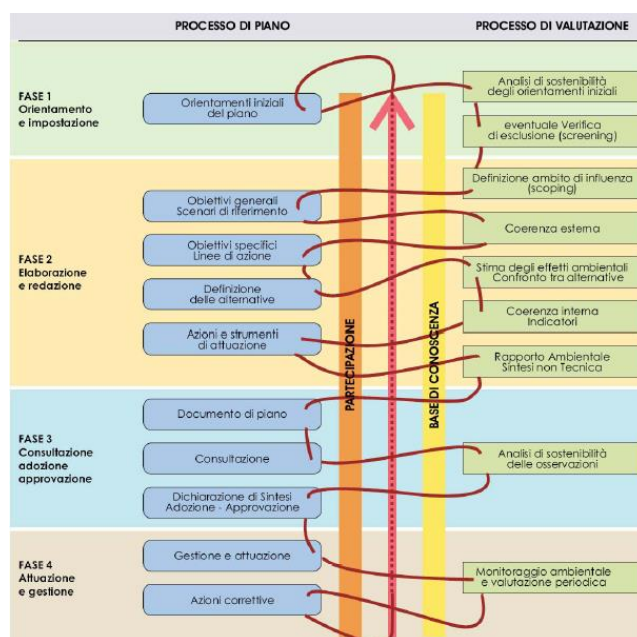 PROCESSO DI PIANO
PROCESSO DI VALUTAZIONE
FASE 1
Orientamento
e impostazione
Orientamenti iniziali
del piano
Analisi di sostenibilità
degli orientamenti iniziali
eventuale Verifica
di esclusione (screening)
FASE 2
Elaborazione
e redazione
Definizione ambito di influenza
(scoping)
Obiettivi generali
Scenari di riferimento
Coerenza esterna
Obiettivi specifici
Linee di azione
Definizione
delle alternative
Stima degli effetti ambientali
Confronto tra alternative
Azioni e strumenti
di attuazione
Coerenza interna
Indicatori
Rapporto Ambientale
Sintesi non Tecnica
PARTECIPAZIONE
BASE DI CONOSCENZA
FASE 3
Consultazione
adozione
approvazione
Documento di piano
Consultazione
Analisi di sostenibilità
delle osservazioni
Dichiarazione di Sintesi
Adozione - Approvazione
FASE 4
Attuazione
e gestione
Gestione e attuazione
Monitoraggio ambientale
e valutazione periodica
Azioni correttive